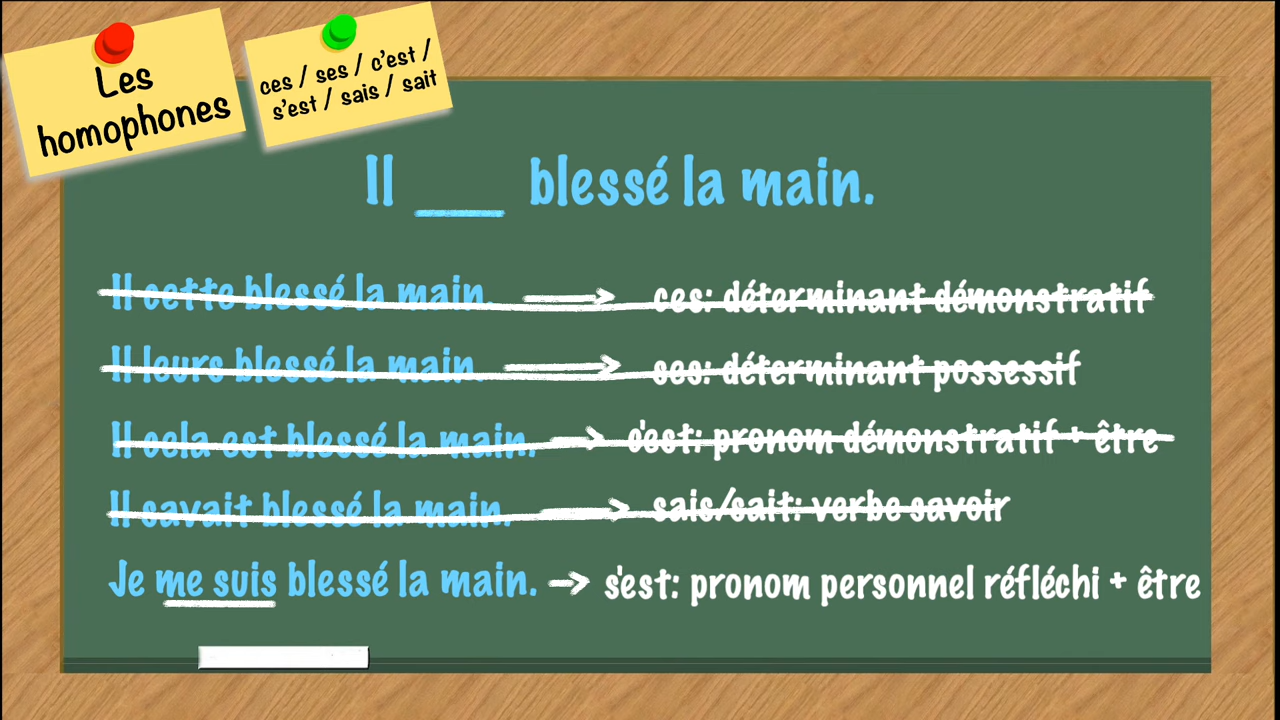 Les
homophones
ces / ses / c'est /
s'est / sais / sait
Il ___ blessé la main.
Il cette blessé la main. → ces: déterminant démonstratif
Il leurs blessé la main. → ses: déterminant possessif
Il cela est blessé la main. → c'est: pronom démonstratif + être
Il savait blessé la main. → sais/sait: verbe savoir
Je me suis blessé la main. → s'est: pronom personnel réfléchi + être